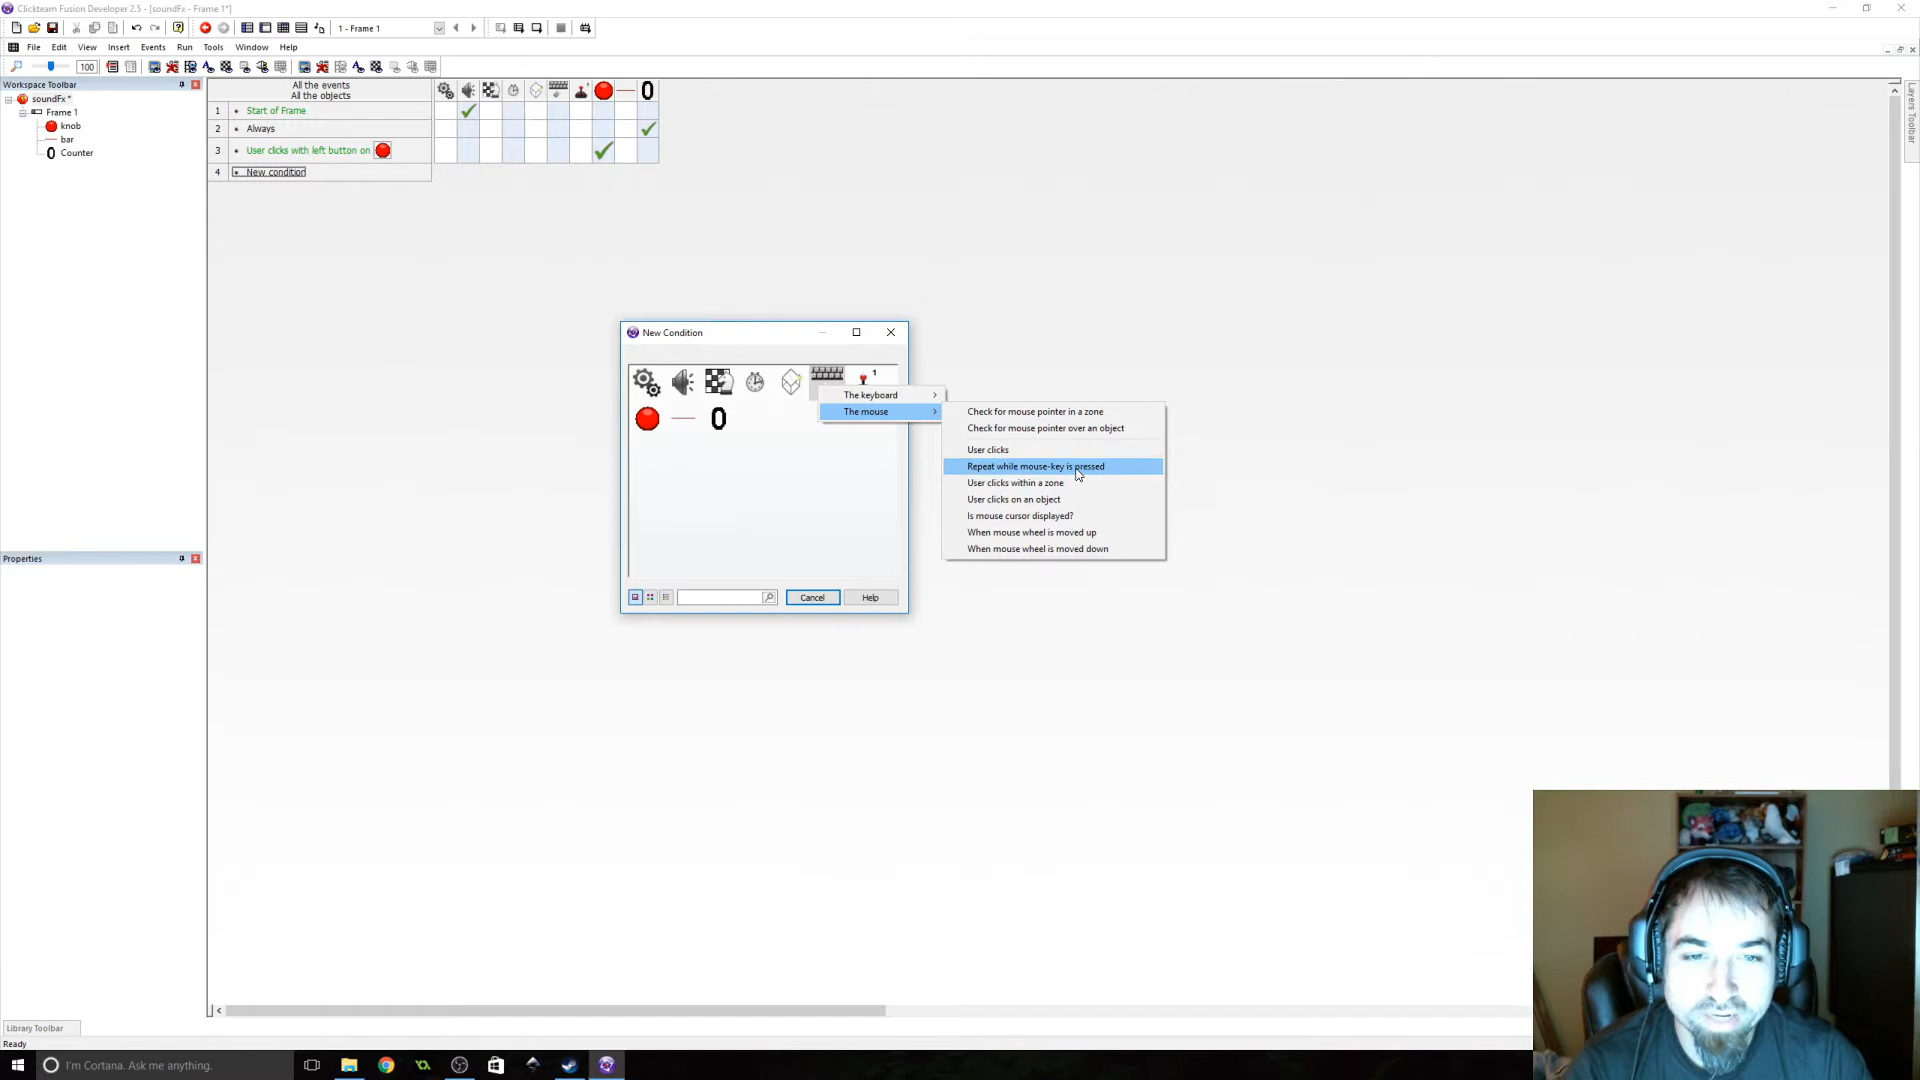 Clickteam Fusion Developer 2.5 - [soundFx - Frame 1*]
1 - Frame 1
File Edit View Insert Events Run Tools Window Help
100
Workspace Toolbar
soundFx *
Frame 1
knob
bar
Counter
All the events
All the objects
0
1 • Start of Frame
2 • Always
3 • User clicks with left button on
4 • New condition
Layers Toolbar
New Condition
1
0
The keyboard
The mouse
Check for mouse pointer in a zone
Check for mouse pointer over an object
User clicks
Repeat while mouse-key is pressed
User clicks within a zone
User clicks on an object
Is mouse cursor displayed?
When mouse wheel is moved up
When mouse wheel is moved down
Cancel Help
Properties
Library Toolbar
Ready
I'm Cortana. Ask me anything.